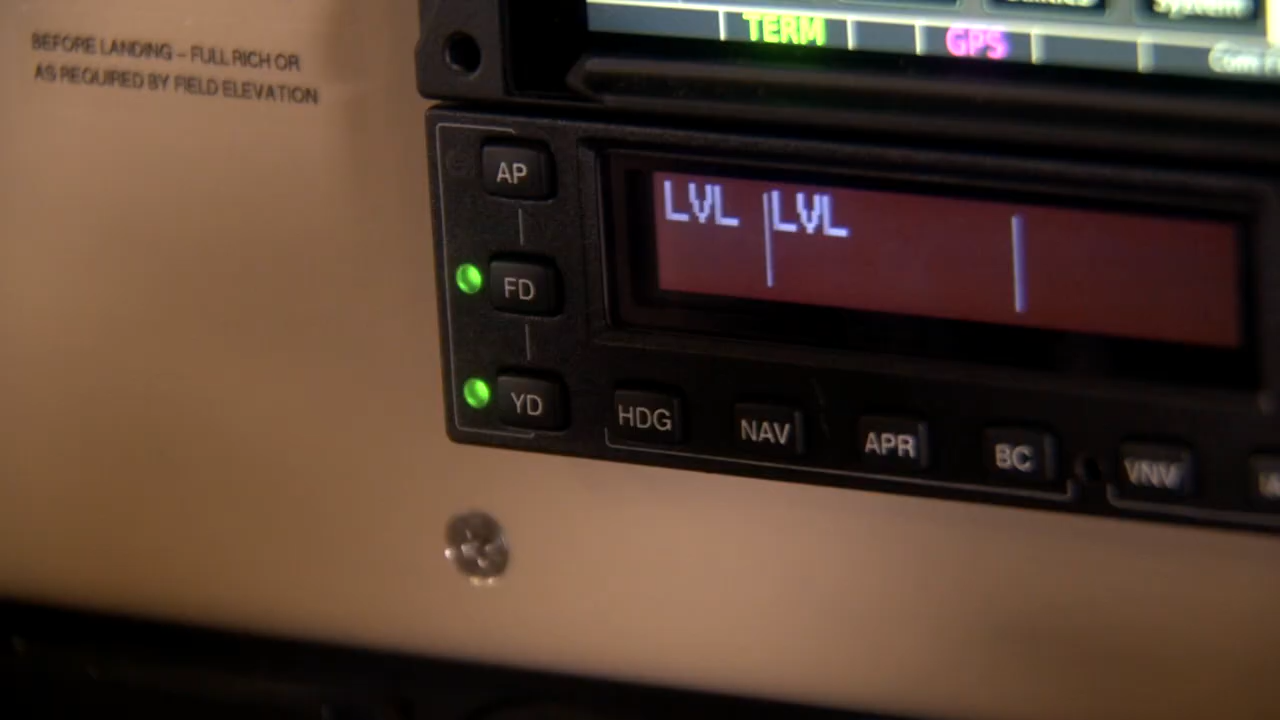 BEFORE LANDING – FULL RICH OR
AS REQUIRED BY FIELD ELEVATION
System
TERM
GPS
AP
LVL LVL
FD
YD
HDG
NAV
APR
BC
VNV